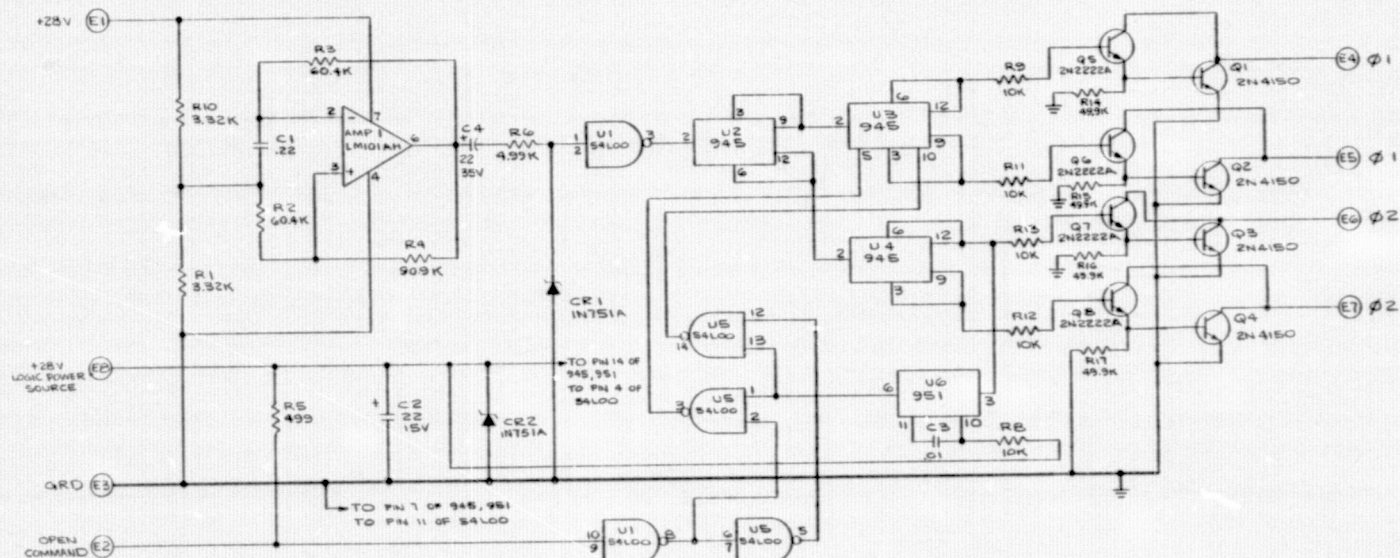 +28V E1
R3
60.4K
R10
3.32K
C1
.22
2
7
AMP 1
LM101AH
3
4
6
R2
60.4K
R4
90.9K
R1
3.32K
C4
+
22
35V
R6
4.99K
1
2
U1
54L00
3
CR1
1N751A
2
U2
945
3
9
12
6
2
U3
945
6
12
9
5
3
10
2
U4
945
6
12
9
3
R9
10K
R11
10K
R13
10K
R12
10K
Q5
2N2222A
R14
49.9K
Q6
2N2222A
R15
49.9K
Q7
2N2222A
R16
49.9K
Q8
2N2222A
R17
49.9K
Q1
2N4150
Q2
2N4150
Q3
2N4150
Q4
2N4150
E4 Ø1
E5 Ø1
E6 Ø2
E7 Ø2
+28V
LOGIC POWER
SOURCE
E8
R5
499
+
C2
22
15V
CR2
1N751A
TO PIN 14 OF
945, 951
TO PIN 4 OF
54L00
U5
54L00
14
12
13
U5
54L00
3
1
2
6
U6
951
3
11
10
C3
.01
R8
10K
GRD E3
TO PIN 7 OF 945, 951
TO PIN 11 OF 54L00
OPEN
COMMAND
E2
10
9
U1
54L00
8
6
7
U5
54L00
5